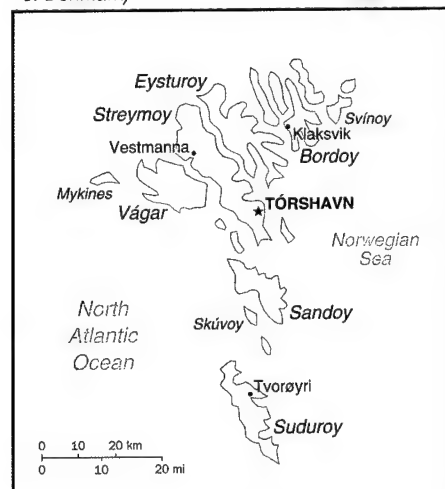 Eysturoy
Streymoy
Svínoy
Klaksvik
Vestmanna
Bordoy
Mykines
TÓRSHAVN
Vágar
Norwegian
Sea
North
Atlantic
Ocean
Skúvoy
Sandoy
Tvorøyri
Suduroy
0 10 20 km
0 10 20 mi